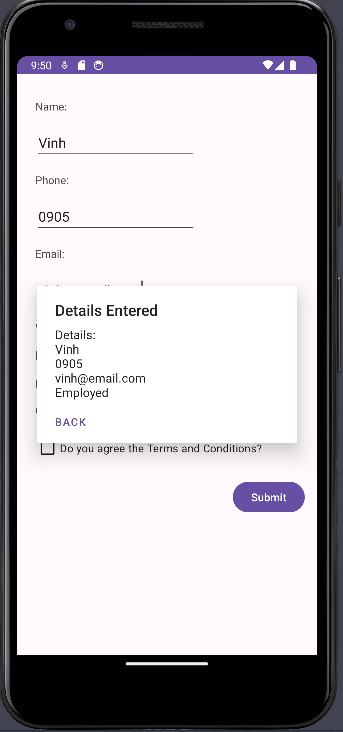 9:50
Name:
Vinh
Phone:
0905
Email:
Details Entered
Details:
Vinh
0905
vinh@email.com
Employed
BACK
Do you agree the Terms and Conditions?
Submit